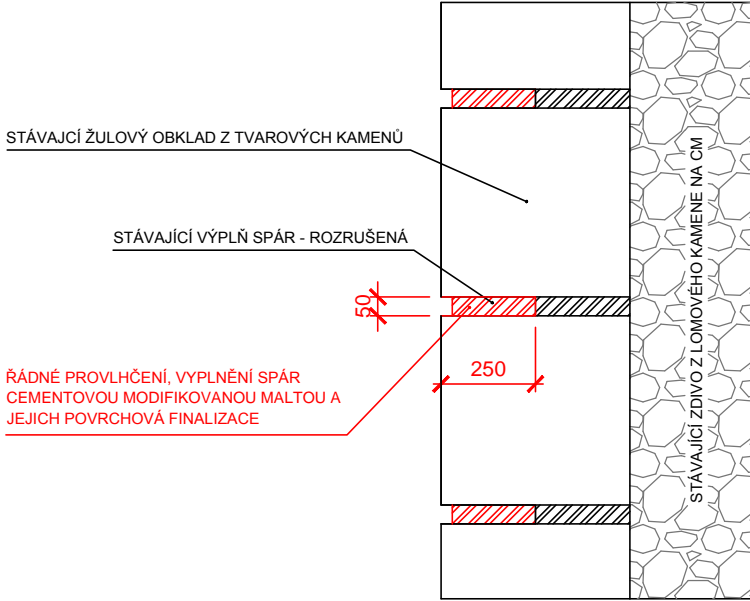 STÁVAJCÍ ŽULOVÝ OBKLAD Z TVAROVÝCH KAMENŮ
STÁVAJÍCÍ VÝPLŇ SPÁR - ROZRUŠENÁ
50
250
ŘÁDNÉ PROVLHČENÍ, VYPLNĚNÍ SPÁR
CEMENTOVOU MODIFIKOVANOU MALTOU A
JEJICH POVRCHOVÁ FINALIZACE
STÁVAJÍCÍ ZDIVO Z LOMOVÉHO KAMENE NA CM